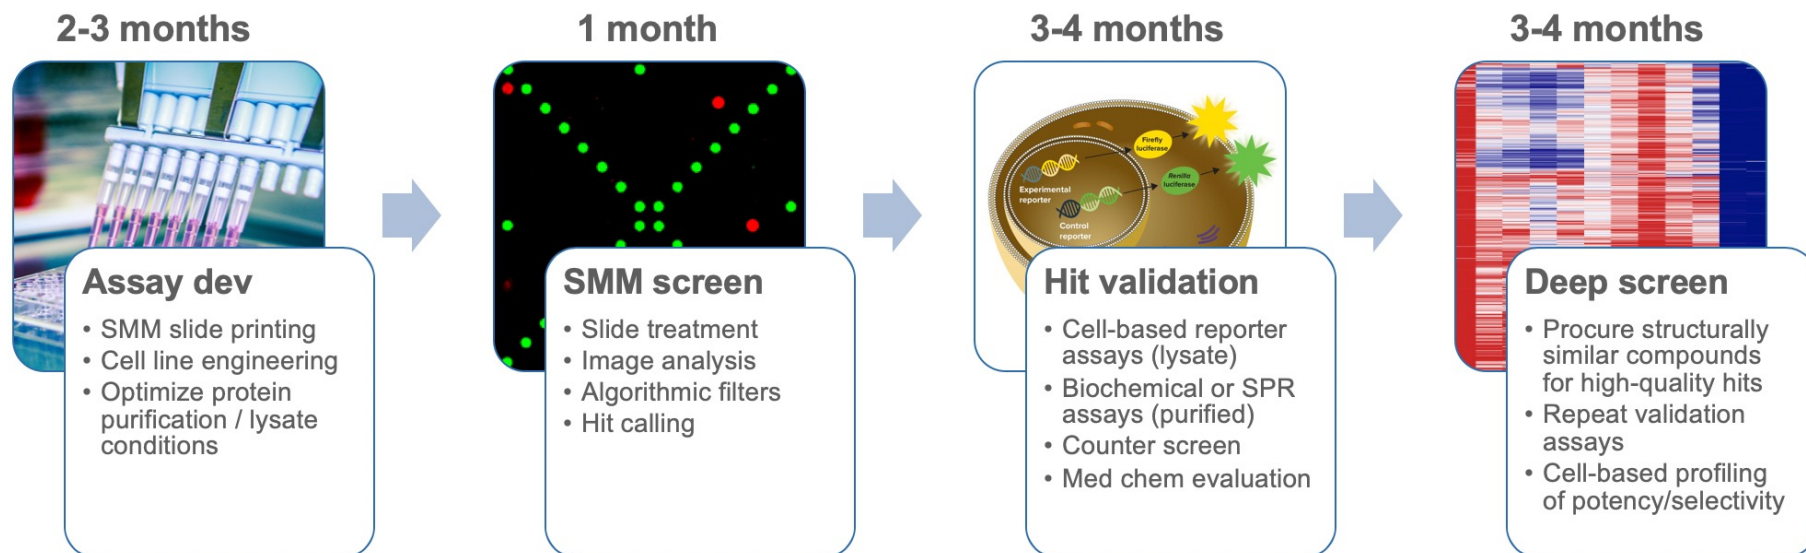 2-3 months
1 month
3-4 months
3-4 months
Firefly
luciferase
Experimental
reporter
Renilla
luciferase
Control
reporter
Assay dev
• SMM slide printing
• Cell line engineering
• Optimize protein
purification / lysate
conditions
SMM screen
• Slide treatment
• Image analysis
• Algorithmic filters
• Hit calling
Hit validation
• Cell-based reporter
assays (lysate)
• Biochemical or SPR
assays (purified)
• Counter screen
• Med chem evaluation
Deep screen
• Procure structurally
similar compounds
for high-quality hits
• Repeat validation
assays
• Cell-based profiling
of potency/selectivity